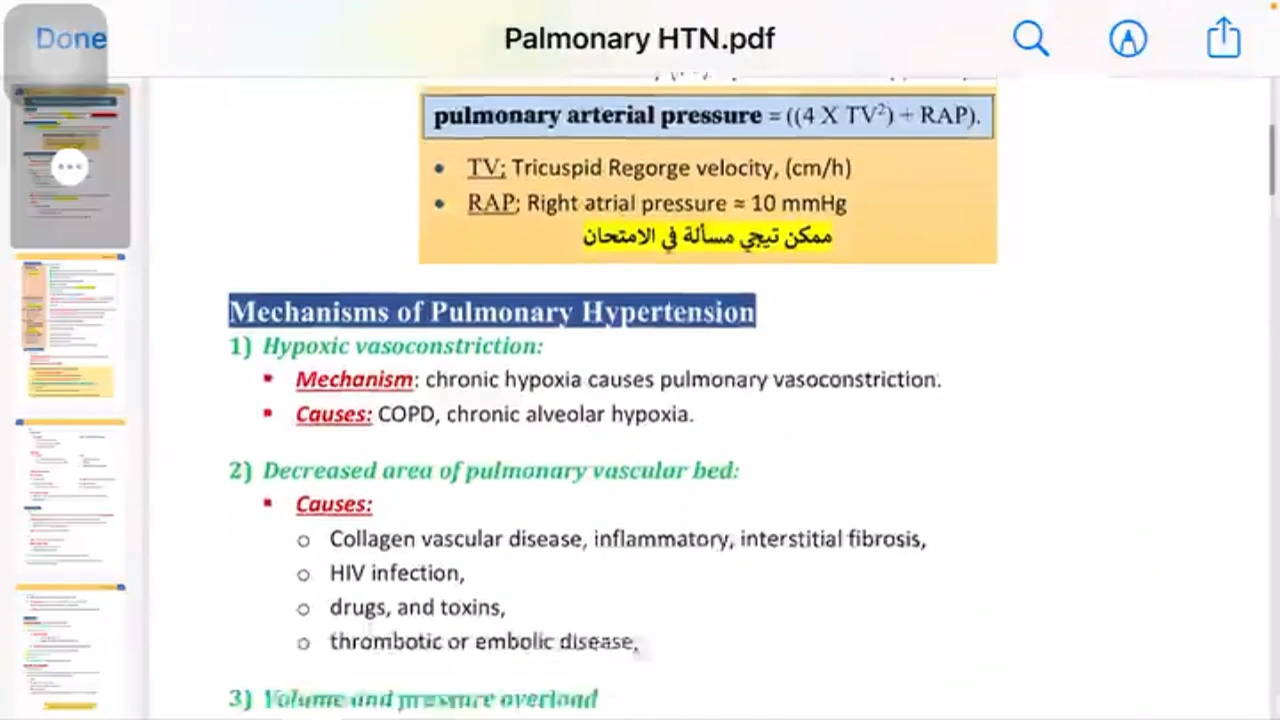 Done
Palmonary HTN.pdf
pulmonary arterial pressure = ((4 X TV²) + RAP).
• TV; Tricuspid Regorge velocity, (cm/h)
• RAP; Right atrial pressure ≈ 10 mmHg
ممكن تيجي مسألة في الامتحان
Mechanisms of Pulmonary Hypertension
1) Hypoxic vasoconstriction:
▪ Mechanism: chronic hypoxia causes pulmonary vasoconstriction.
▪ Causes: COPD, chronic alveolar hypoxia.
2) Decreased area of pulmonary vascular bed:
▪ Causes:
o Collagen vascular disease, inflammatory, interstitial fibrosis,
o HIV infection,
o drugs, and toxins,
o thrombotic or embolic disease,
3) Volume and pressure overload